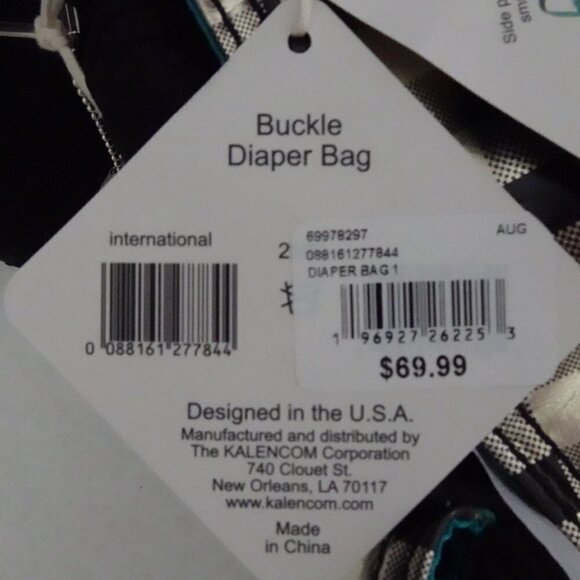 Side
Buckle
Diaper Bag
international
0 088161 277844
2
69978297
AUG
088161277844
DIAPER BAG 1
1 96927 26225 3
$69.99
Designed in the U.S.A.
Manufactured and distributed by
The KALENCOM Corporation
740 Clouet St.
New Orleans, LA 70117
www.kalencom.com
Made
in China